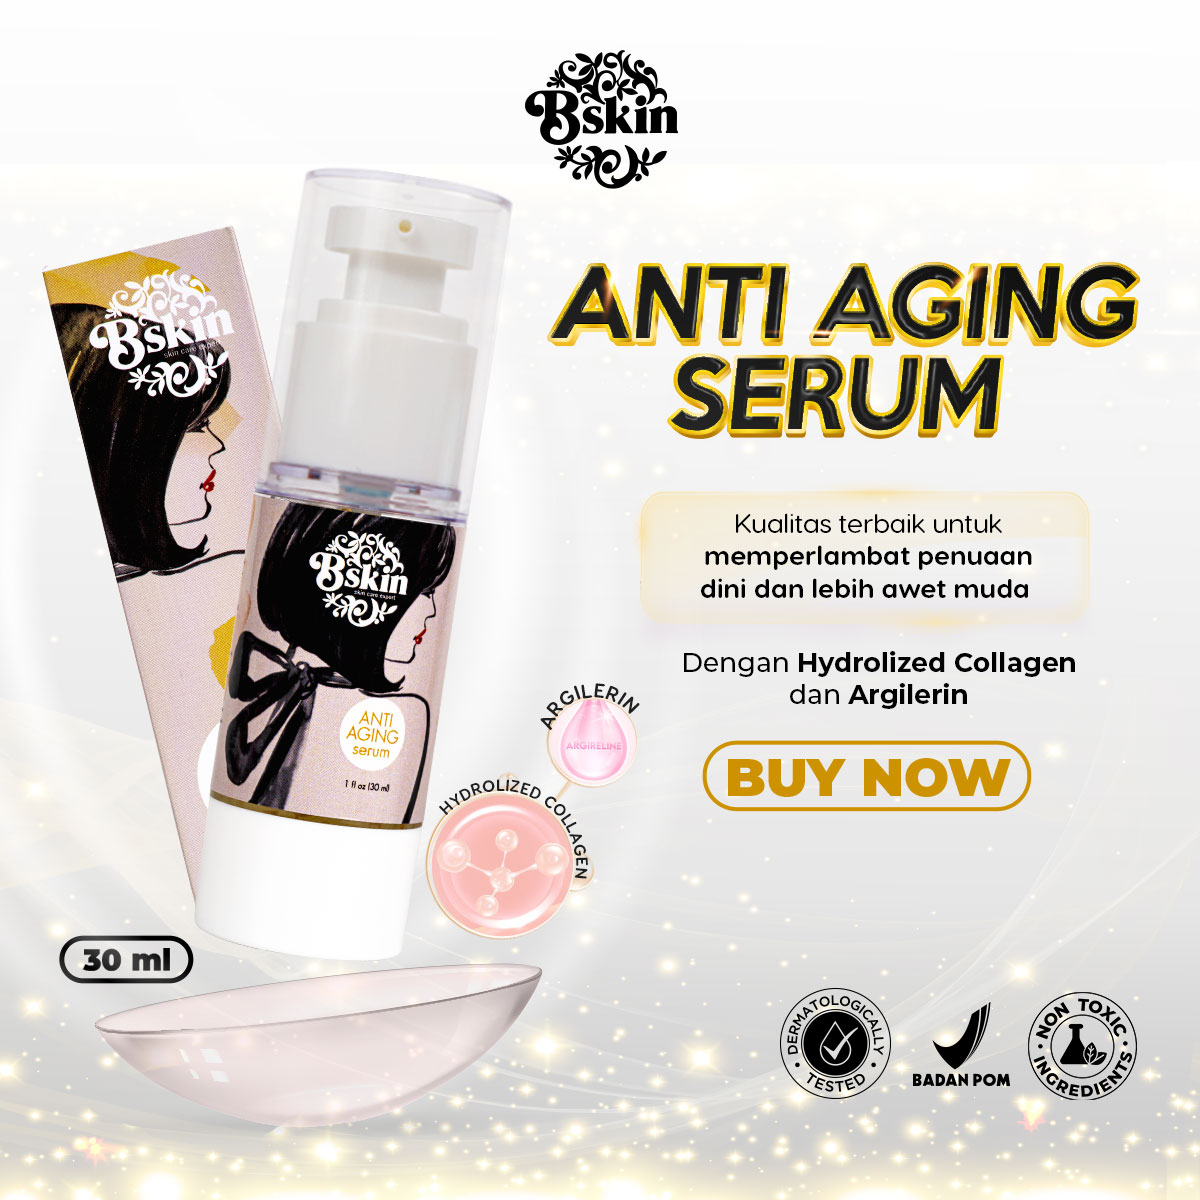 Bskin
ANTI AGING
SERUM
Kualitas terbaik untuk
memperlambat penuaan
dini dan lebih awet muda
Dengan Hydrolized Collagen
dan Argilerin
BUY NOW
Bskin
skin care expert
Bskin
skin care expert
ANTI
AGING
serum
1 fl oz (30 ml)
ARGILERIN
ARGIRELINE
HYDROLIZED COLLAGEN
30 ml
DERMATOLOGICALLY
TESTED
BADAN POM
NON TOXIC
INGREDIENTS